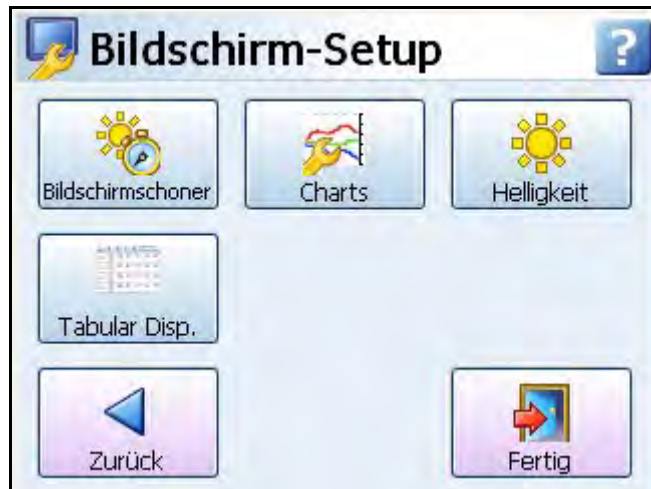 Bildschirm-Setup ?
Bildschirmschoner Charts Helligkeit
Tabular Disp.
Zurück Fertig